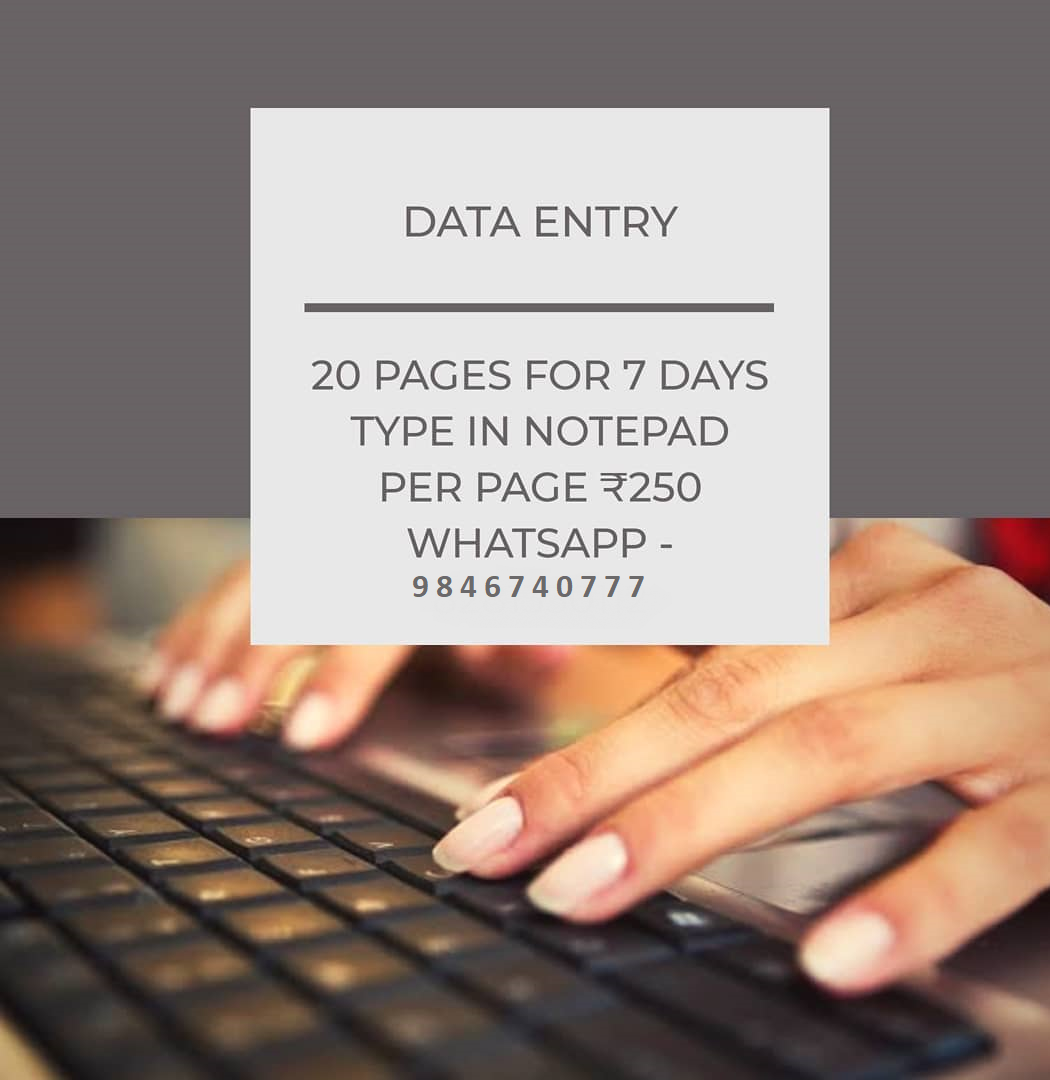 DATA ENTRY
20 PAGES FOR 7 DAYS
TYPE IN NOTEPAD
PER PAGE ₹250
WHATSAPP -
9846740777